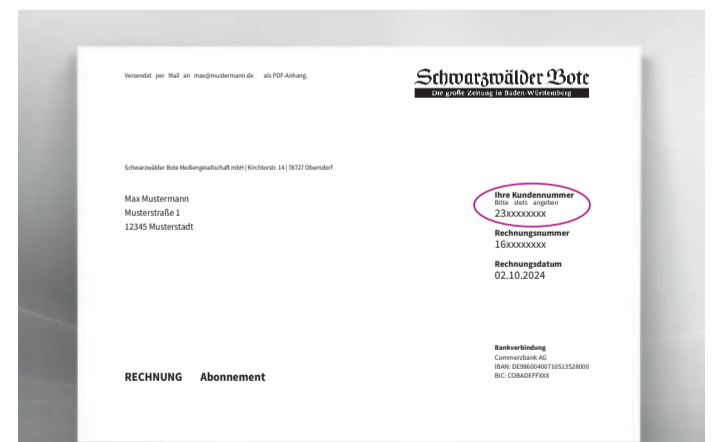 Versendet per Mail an max@mustermann.de als PDF-Anhang.
Schwarzwälder Bote
Die große Zeitung in Baden-Württemberg
Schwarzwälder Bote Mediengesellschaft mbH | Kirchtorstr. 14 | 78727 Oberndorf
Max Mustermann
Musterstraße 1
12345 Musterstadt
Ihre Kundennummer
Bitte stets angeben
23xxxxxxxx
Rechnungsnummer
16xxxxxxxx
Rechnungsdatum
02.10.2024
Bankverbindung
Commerzbank AG
IBAN: DE98600400710513528000
BIC: COBADEFFXXX
RECHNUNG Abonnement